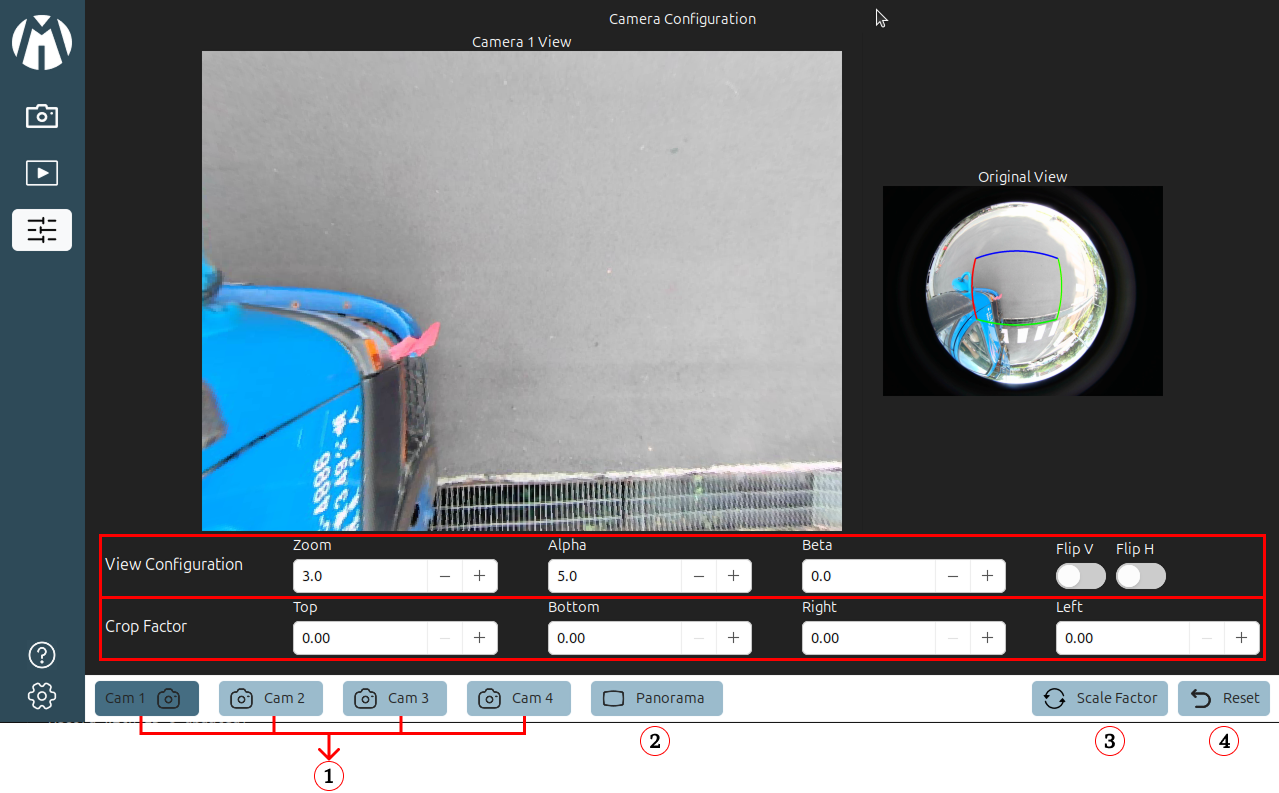 Camera Configuration
Camera 1 View
Original View
Zoom
Alpha
Beta
Flip V
Flip H
View Configuration
3.0
5.0
0.0
Top
Bottom
Right
Left
Crop Factor
0.00
0.00
0.00
0.00
Cam 1
Cam 2
Cam 3
Cam 4
Panorama
Scale Factor
Reset
2
3
4
1